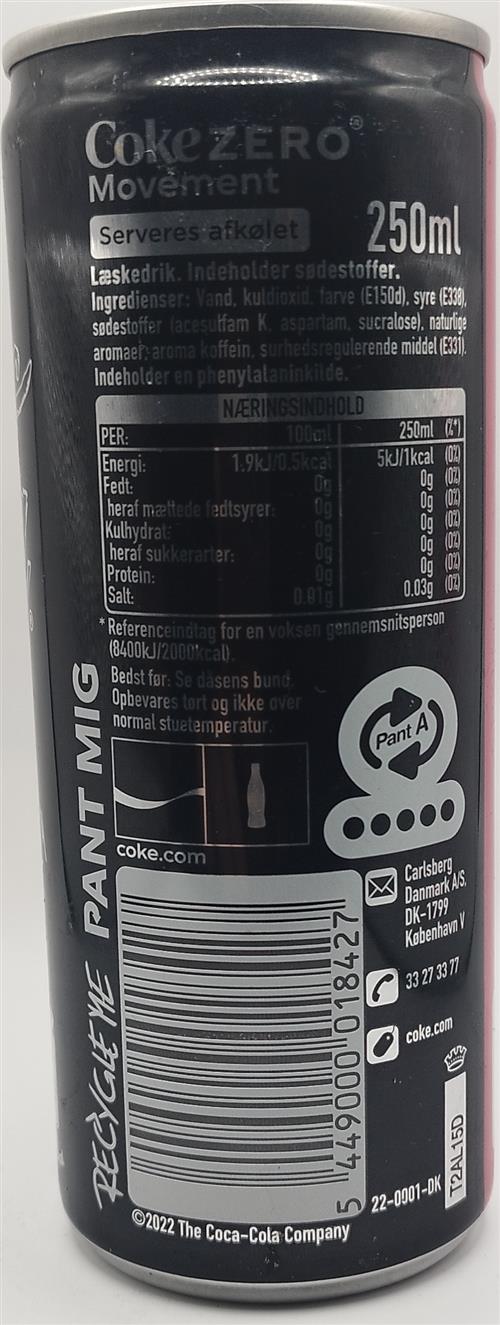 Coke ZERO®
Movement
Serveres afkølet
250ml
Læskedrik. Indeholder sødestoffer.
Ingredienser: Vand, kuldioxid, farve (E150d), syre (E338),
sødestoffer (acesulfam K, aspartam, sucralose), naturlige
aromaer, aroma koffein, surhedsregulerende middel (E331).
Indeholder en phenylalaninkilde.
NÆRINGSINDHOLD
PER: 100ml 250ml (%*)
Energi: 1.9kJ/0.5kcal 5kJ/1kcal (0%)
Fedt: 0g 0g (0%)
heraf mættede fedtsyrer: 0g 0g (0%)
Kulhydrat: 0g 0g (0%)
heraf sukkerarter: 0g 0g (0%)
Protein: 0g 0g (0%)
Salt: 0.01g 0.03g (0%)
*Referenceindtag for en voksen gennemsnitsperson
(8400kJ/2000kcal).
Bedst før: Se dåsens bund.
Opbevares tørt og ikke over
normal stuetemperatur.
coke.com
RECYCLE ME PANT MIG
Pant A
Carlsberg
Danmark A/S,
DK-1799
København V
33 27 33 77
coke.com
5 449000 018427
T2AL15D
22-0001-DK
©2022 The Coca-Cola Company